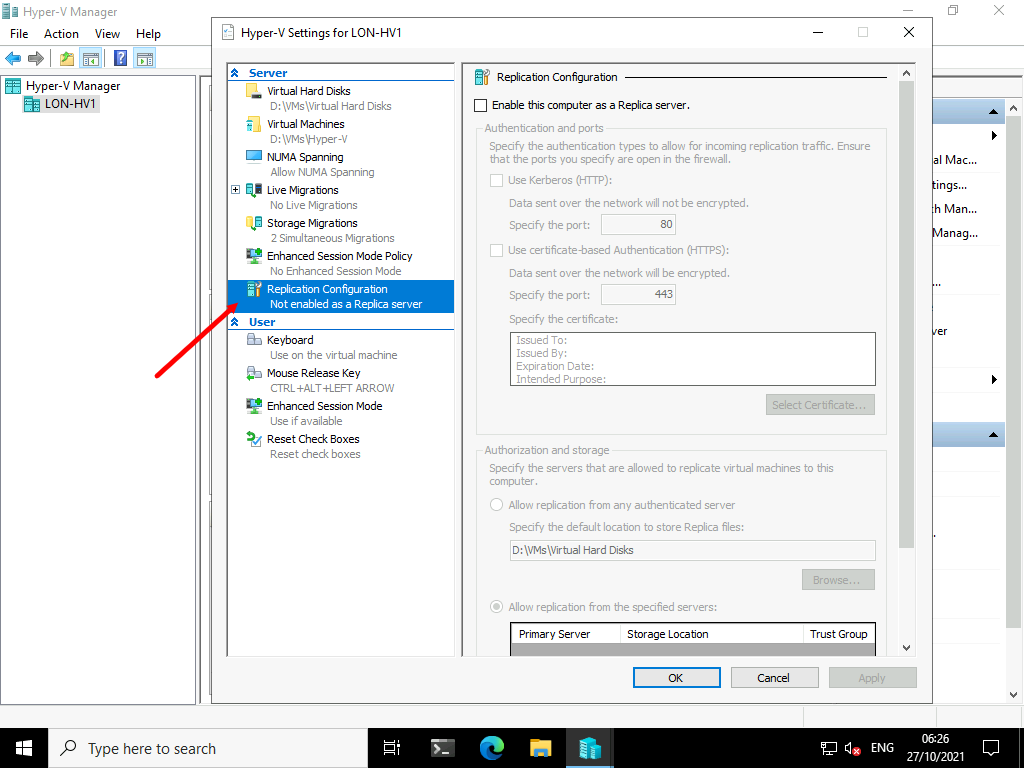 Hyper-V Manager
File Action View Help
Hyper-V Manager
LON-HV1
Hyper-V Settings for LON-HV1
Server
Virtual Hard Disks
D:\VMs\Virtual Hard Disks
Virtual Machines
D:\VMs\Hyper-V
NUMA Spanning
Allow NUMA Spanning
Live Migrations
No Live Migrations
Storage Migrations
2 Simultaneous Migrations
Enhanced Session Mode Policy
No Enhanced Session Mode
Replication Configuration
Not enabled as a Replica server
User
Keyboard
Use on the virtual machine
Mouse Release Key
CTRL+ALT+LEFT ARROW
Enhanced Session Mode
Use if available
Reset Check Boxes
Reset check boxes
Replication Configuration
Enable this computer as a Replica server.
Authentication and ports
Specify the authentication types to allow for incoming replication traffic. Ensure
that the ports you specify are open in the firewall.
Use Kerberos (HTTP):
Data sent over the network will not be encrypted.
Specify the port: 80
Use certificate-based Authentication (HTTPS):
Data sent over the network will be encrypted.
Specify the port: 443
Specify the certificate:
Issued To:
Issued By:
Expiration Date:
Intended Purpose:
Select Certificate...
Authorization and storage
Specify the servers that are allowed to replicate virtual machines to this
computer.
Allow replication from any authenticated server
Specify the default location to store Replica files:
D:\VMs\Virtual Hard Disks
Browse...
Allow replication from the specified servers:
Primary Server Storage Location Trust Group
OK Cancel Apply
al Mac...
tings...
h Man...
Manag...
...
ver
Type here to search
ENG
06:26
27/10/2021